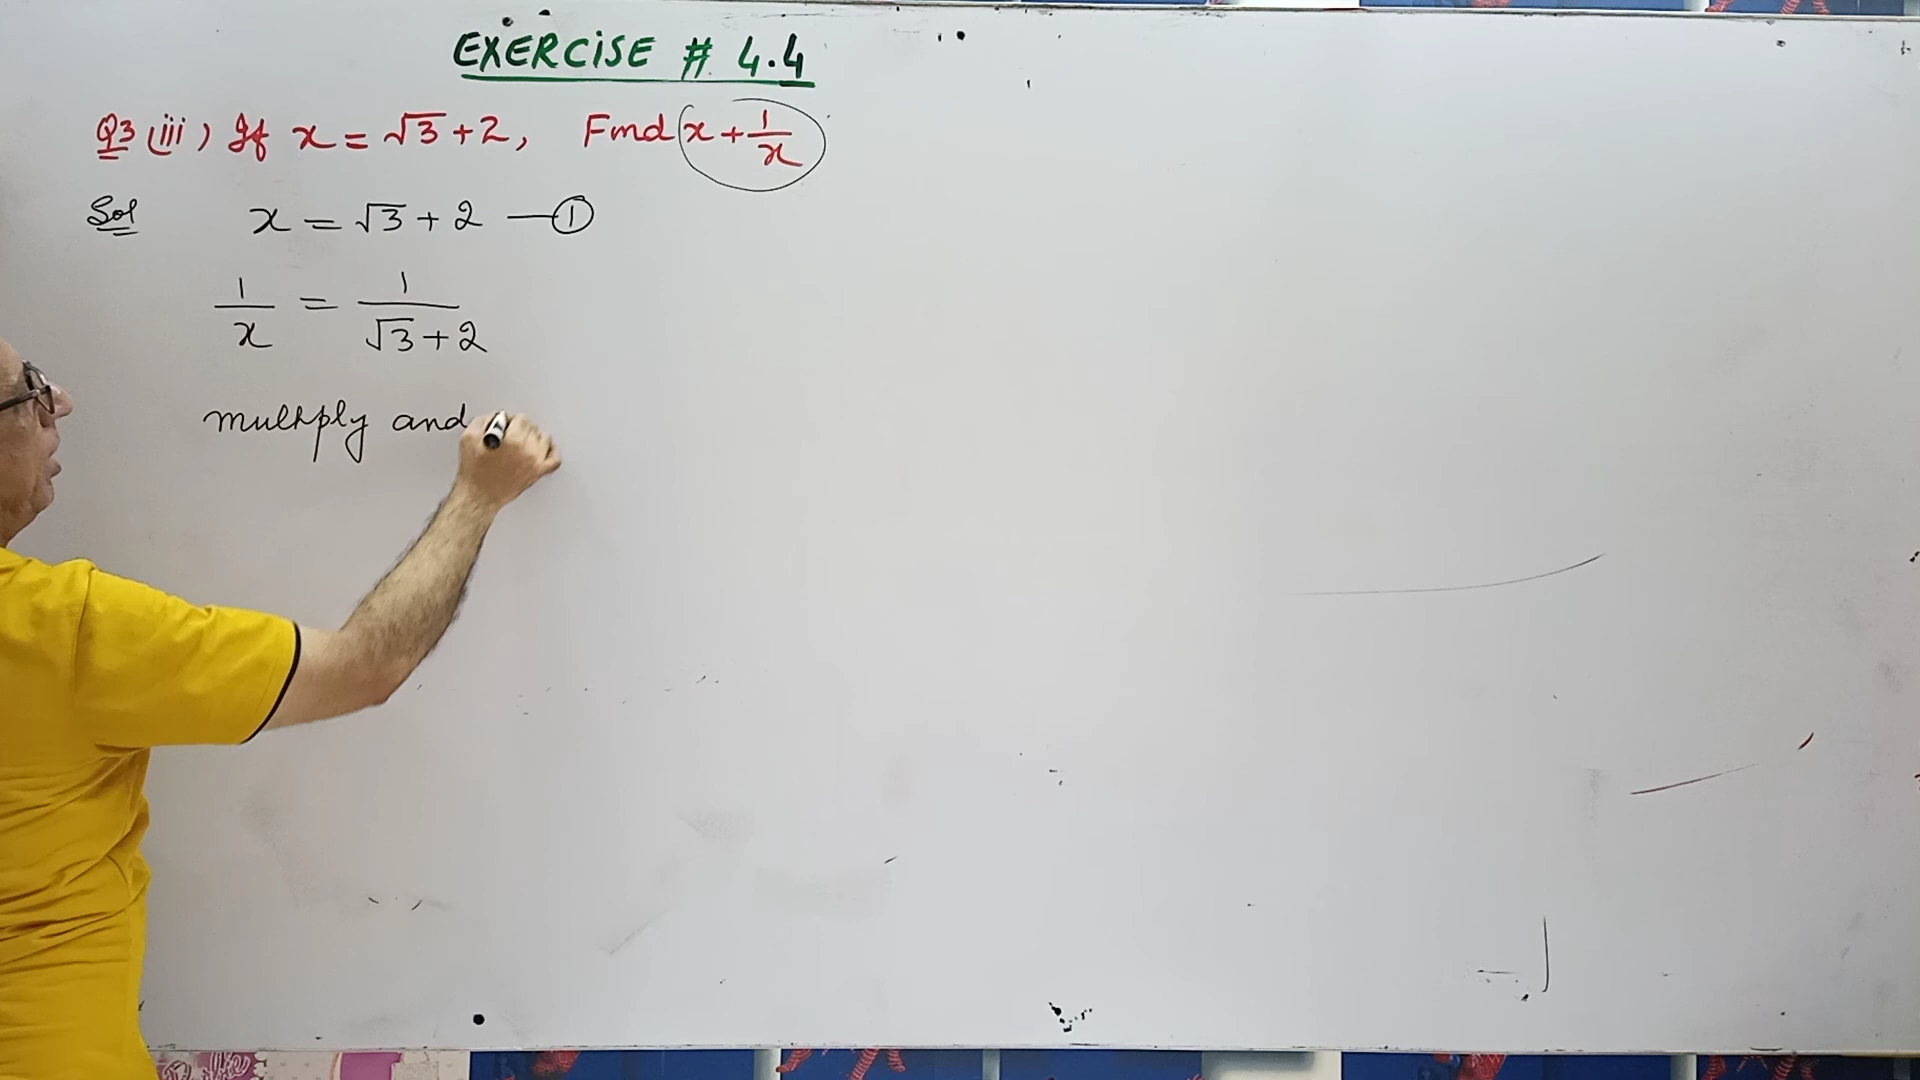 EXERCISE # 4.4
Q3 (iii) If x = √3 + 2, Find x + 1/x
Sol x = √3 + 2 — ①
1/x = 1/(√3 + 2)
multiply and